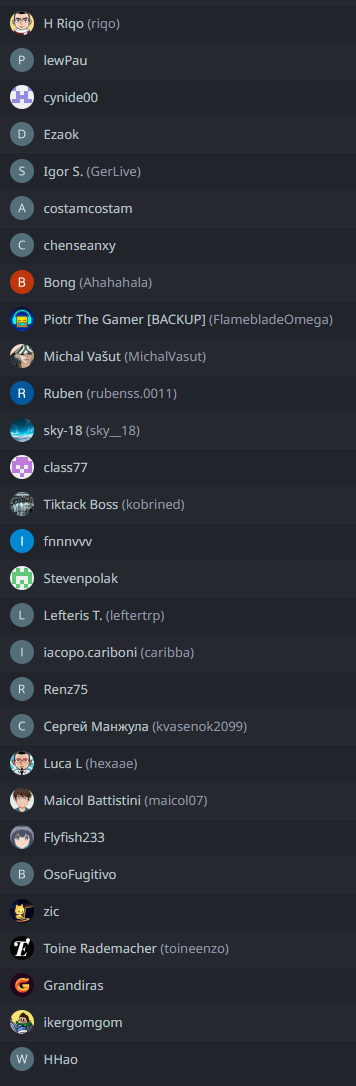 H Riqo (riqo)
P lewPau
cynide00
D Ezaok
S Igor S. (GerLive)
A costamcostam
C chenseanxy
B Bong (Ahahahala)
Piotr The Gamer [BACKUP] (FlamebladeOmega)
Michal Vašut (MichalVasut)
R Ruben (rubenss.0011)
sky-18 (sky__18)
class77
Tiktack Boss (kobrined)
I fnnnvvv
Stevenpolak
L Lefteris T. (leftertrp)
I iacopo.cariboni (caribba)
R Renz75
С Сергей Манжула (kvasenok2099)
Luca L (hexaae)
Maicol Battistini (maicol07)
Flyfish233
B OsoFugitivo
zic
E Toine Rademacher (toineenzo)
G Grandiras
ikergomgom
W HHao